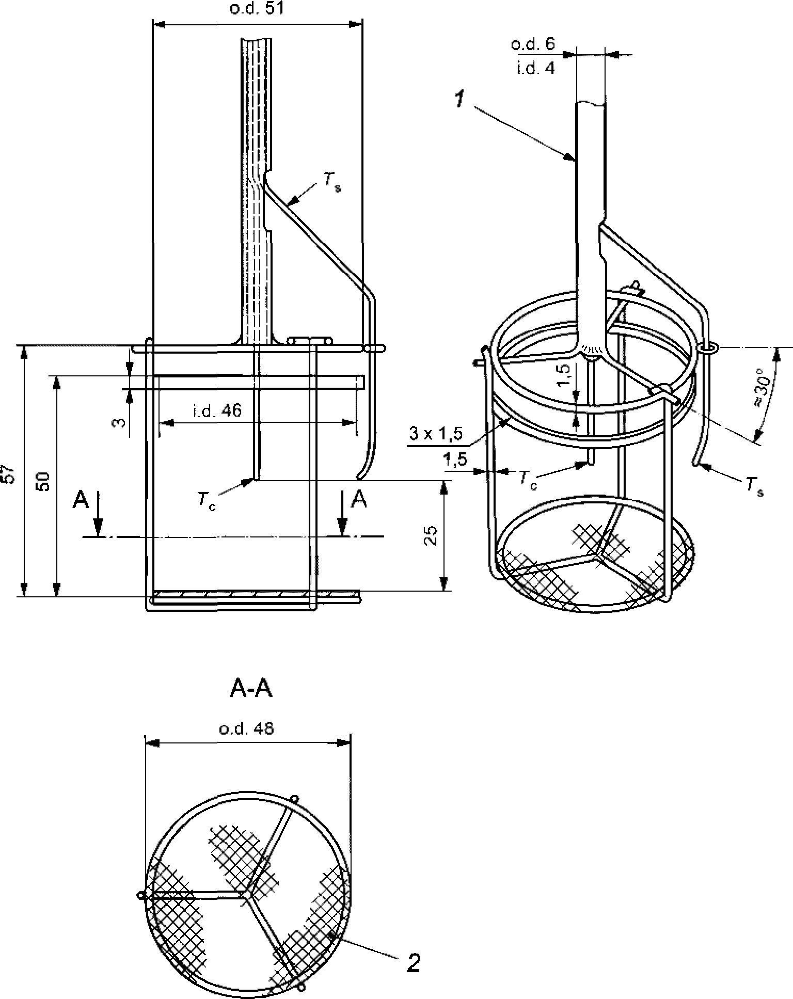 o.d. 51
o.d. 6
i.d. 4
1
Ts
≈30°
1,5
3
i.d. 46
3 x 1,5
1,5
57
50
Tc
Tc
Ts
A
A
25
A-A
o.d. 48
2